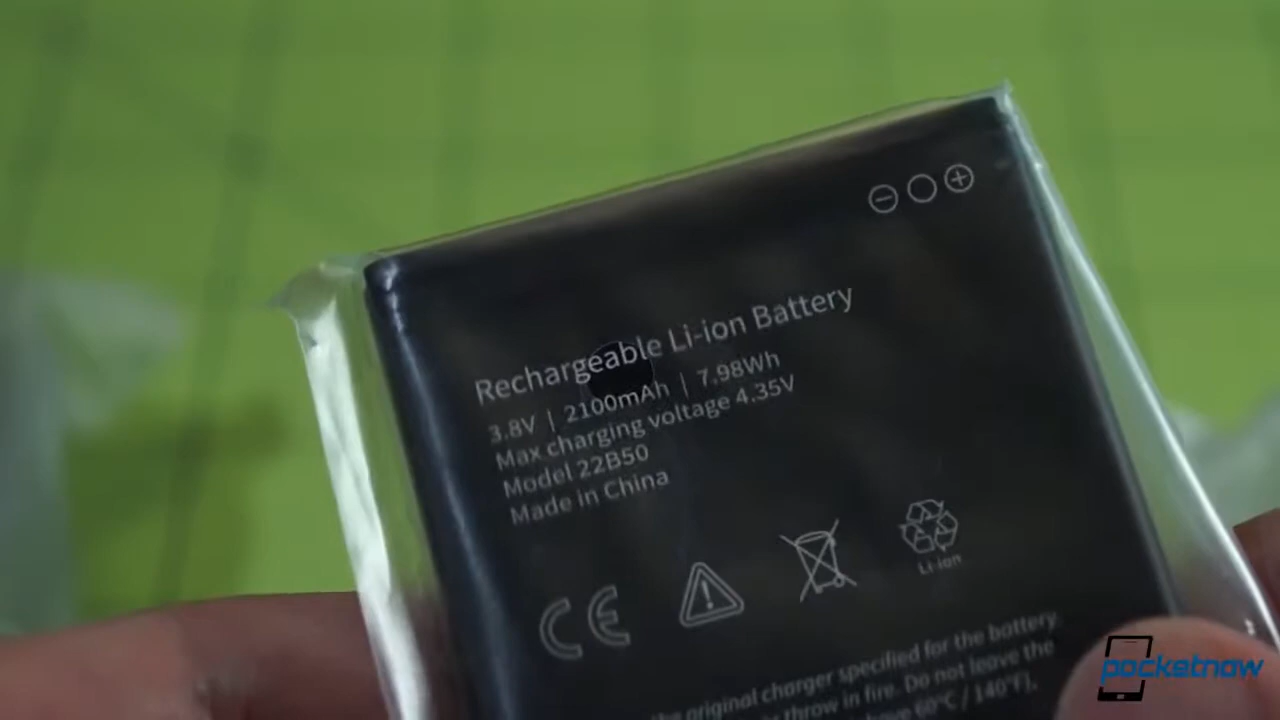 Rechargeable Li-ion Battery
3.8V | 2100mAh | 7.98Wh
Max charging voltage 4.35V
Model 22B50
Made in China
CE
Li-ion
original charger specified for the battery.
throw in fire. Do not leave the
60°C / 140°F),
pocketnow